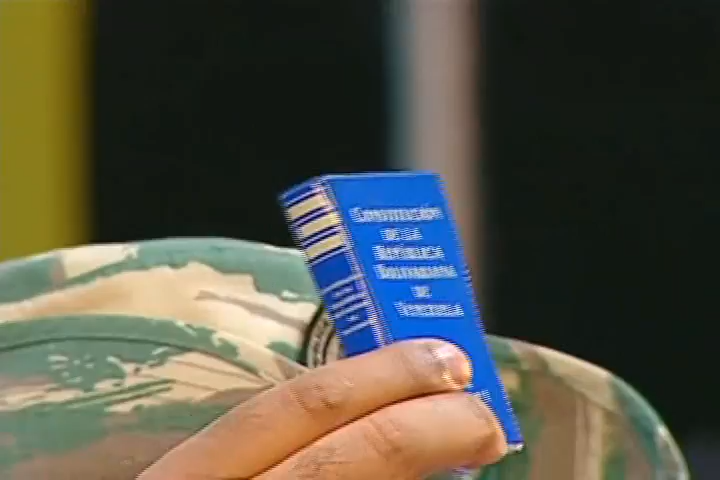 CONSTITUCIÓN
DE LA
REPÚBLICA
BOLIVARIANA
DE
VENEZUELA